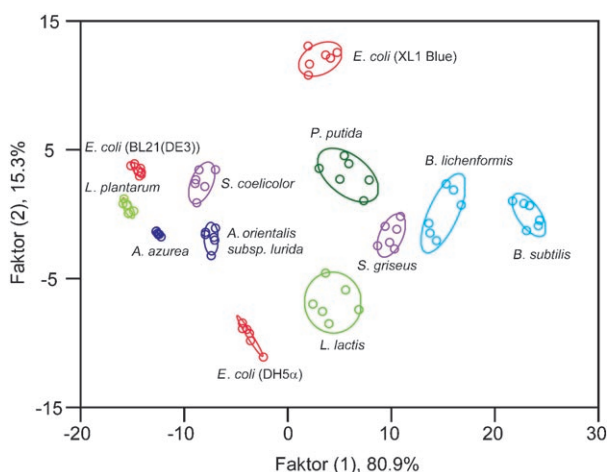 15
5
-5
-15
Faktor (2), 15.3%
E. coli (XL1 Blue)
P. putida
E. coli (BL21(DE3))
B. lichenformis
L. plantarum
S. coelicolor
A. azurea
A. orientalis
subsp. lurida
S. griseus
B. subtilis
L. lactis
E. coli (DH5α)
-20
-10
0
10
20
30
Faktor (1), 80.9%